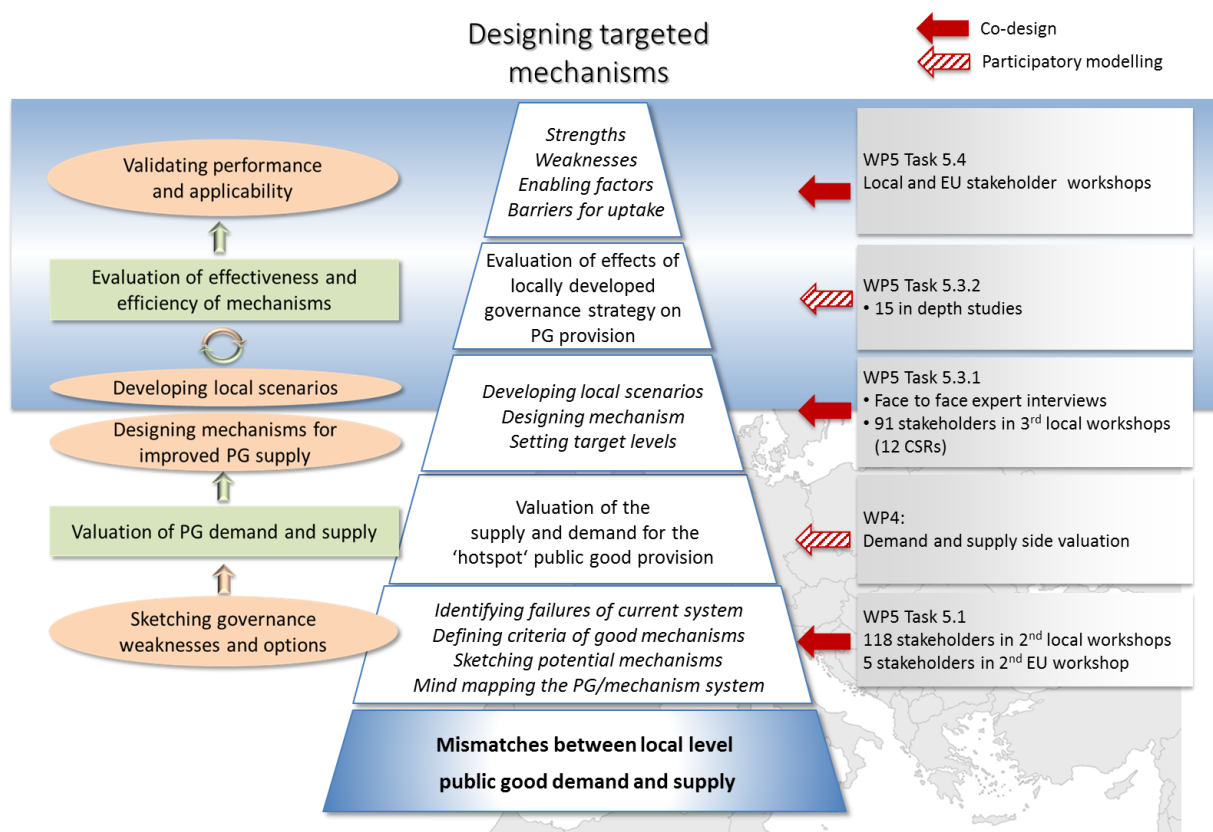 Designing targeted
mechanisms
Co-design
Participatory modelling
Validating performance
and applicability
Evaluation of effectiveness and
efficiency of mechanisms
Developing local scenarios
Designing mechanisms for
improved PG supply
Valuation of PG demand and supply
Sketching governance
weaknesses and options
Strengths
Weaknesses
Enabling factors
Barriers for uptake
Evaluation of effects of
locally developed
governance strategy on
PG provision
Developing local scenarios
Designing mechanism
Setting target levels
Valuation of the
supply and demand for the
‘hotspot‘ public good provision
Identifying failures of current system
Defining criteria of good mechanisms
Sketching potential mechanisms
Mind mapping the PG/mechanism system
Mismatches between local level
public good demand and supply
WP5 Task 5.4
Local and EU stakeholder workshops
WP5 Task 5.3.2
• 15 in depth studies
WP5 Task 5.3.1
• Face to face expert interviews
• 91 stakeholders in 3rd local workshops
(12 CSRs)
WP4:
Demand and supply side valuation
WP5 Task 5.1
118 stakeholders in 2nd local workshops
5 stakeholders in 2nd EU workshop